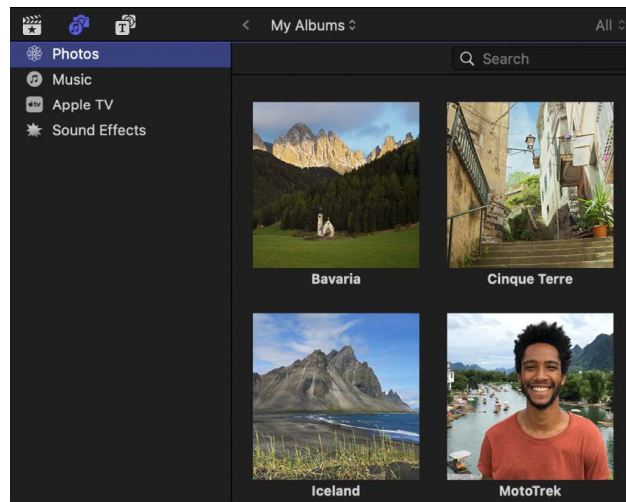 My Albums
All
Photos
Music
Apple TV
Sound Effects
Search
Bavaria
Cinque Terre
Iceland
MotoTrek